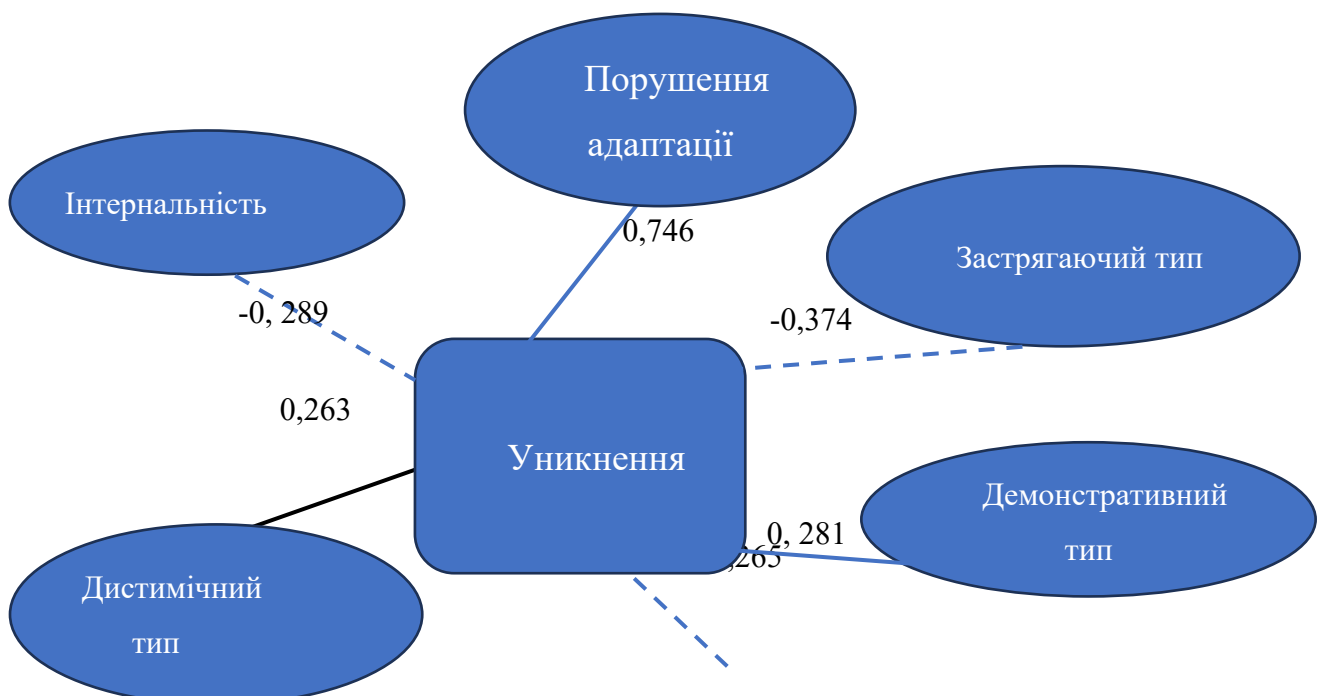 Порушення
адаптації
Інтернальність
0,746
Застрягаючий тип
-0, 289
-0,374
0,263
Уникнення
Демонстративний
тип
0, 281
,265
Дистимічний
тип